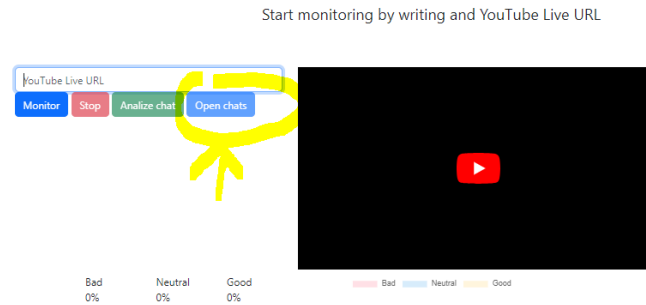 Start monitoring by writing and YouTube Live URL
YouTube Live URL
Monitor Stop Analize chat Open chats
Bad Neutral Good
0% 0% 0%
Bad Neutral Good